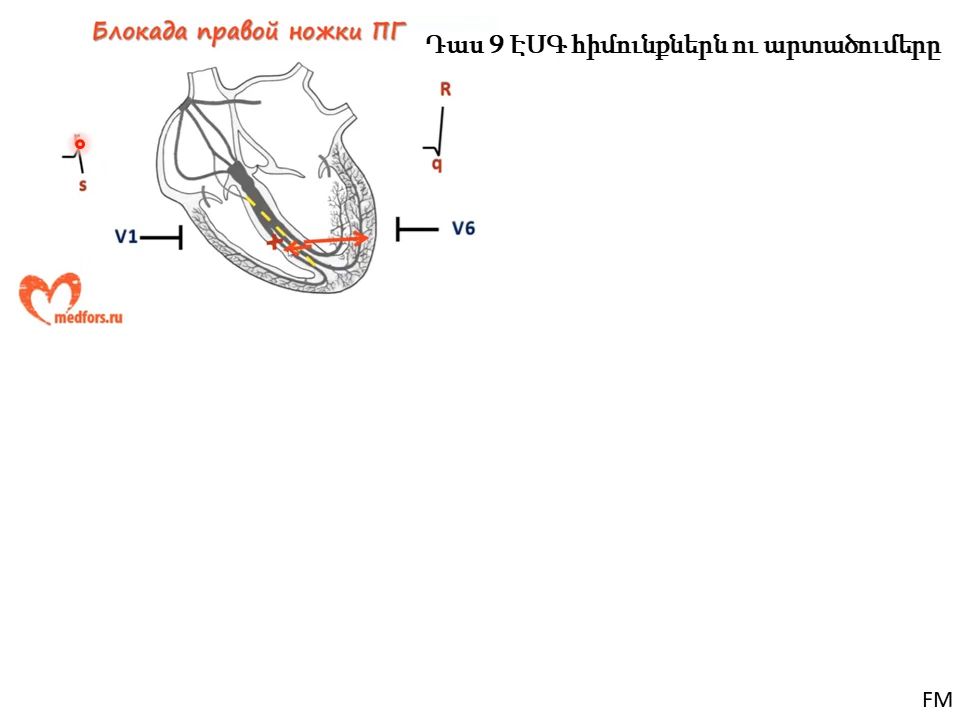 Блокада правой ножки ПГ
Դաս 9 ԷՍԳ հիմունքներն ու արտածումները
R
q
s
V1
V6
medfors.ru
FM